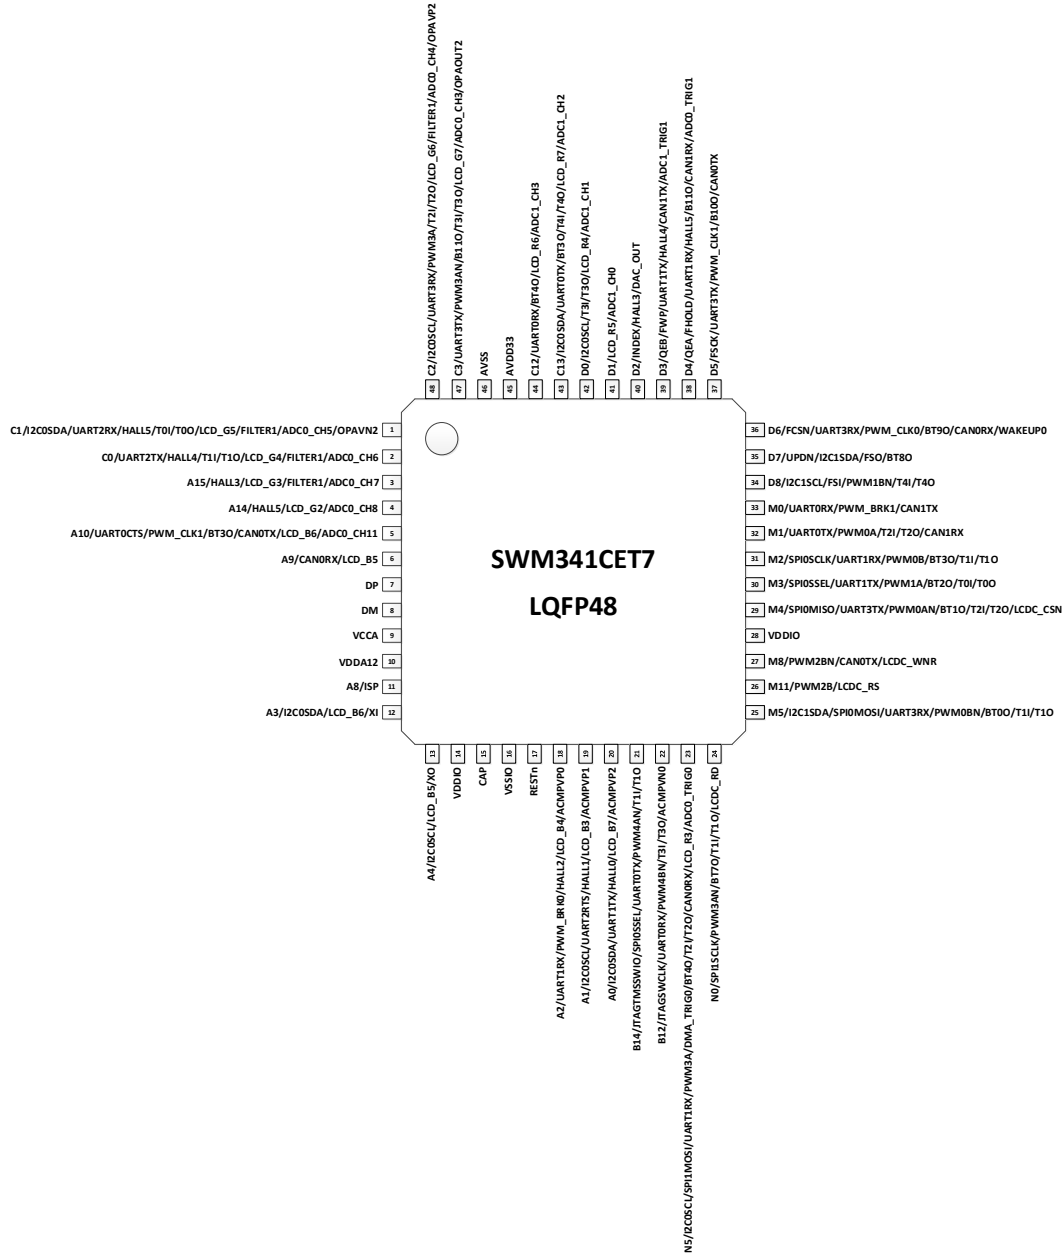 C2/I2C0SCL/UART3RX/PWM3A/T2I/T2O/LCD_G6/FILTER1/ADC0_CH4/OPAVP2
C3/UART3TX/PWM3AN/B11O/T3I/T3O/LCD_G7/ADC0_CH3/OPAOUT2
AVSS
AVDD33
C12/UART0RX/BT4O/LCD_R6/ADC1_CH3
C13/I2C0SDA/UART0TX/BT3O/T4I/T4O/LCD_R7/ADC1_CH2
D0/I2C0SCL/T3I/T3O/LCD_R4/ADC1_CH1
D1/LCD_R5/ADC1_CH0
D2/INDEX/HALL3/DAC_OUT
D3/QEB/FWP/UART1TX/HALL4/CAN1TX/ADC1_TRIG1
D4/QEA/FHOLD/UART1RX/HALL5/B11O/CAN1RX/ADC0_TRIG1
D5/FSCK/UART3TX/PWM_CLK1/B10O/CAN0TX
48
47
46
45
44
43
42
41
40
39
38
37
C1/I2C0SDA/UART2RX/HALL5/T0I/T0O/LCD_G5/FILTER1/ADC0_CH5/OPAVN2 1
C0/UART2TX/HALL4/T1I/T1O/LCD_G4/FILTER1/ADC0_CH6 2
A15/HALL3/LCD_G3/FILTER1/ADC0_CH7 3
A14/HALL5/LCD_G2/ADC0_CH8 4
A10/UART0CTS/PWM_CLK1/BT3O/CAN0TX/LCD_B6/ADC0_CH11 5
A9/CAN0RX/LCD_B5 6
DP 7
DM 8
VCCA 9
VDDA12 10
A8/ISP 11
A3/I2C0SDA/LCD_B6/XI 12
SWM341CET7
LQFP48
36 D6/FCSN/UART3RX/PWM_CLK0/BT9O/CAN0RX/WAKEUP0
35 D7/UPDN/I2C1SDA/FSO/BT8O
34 D8/I2C1SCL/FSI/PWM1BN/T4I/T4O
33 M0/UART0RX/PWM_BRK1/CAN1TX
32 M1/UART0TX/PWM0A/T2I/T2O/CAN1RX
31 M2/SPI0SCLK/UART1RX/PWM0B/BT3O/T1I/T1O
30 M3/SPI0SSEL/UART1TX/PWM1A/BT2O/T0I/T0O
29 M4/SPI0MISO/UART3TX/PWM0AN/BT1O/T2I/T2O/LCDC_CSN
28 VDDIO
27 M8/PWM2BN/CAN0TX/LCDC_WNR
26 M11/PWM2B/LCDC_RS
25 M5/I2C1SDA/SPI0MOSI/UART3RX/PWM0BN/BT0O/T1I/T1O
13
14
15
16
17
18
19
20
21
22
23
24
A4/I2C0SCL/LCD_B5/XO
VDDIO
CAP
VSSIO
RESTn
A2/UART1RX/PWM_BRK0/HALL2/LCD_B4/ACMPVP0
A1/I2C0SCL/UART2RTS/HALL1/LCD_B3/ACMPVP1
A0/I2C0SDA/UART1TX/HALL0/LCD_B7/ACMPVP2
B14/JTAGTMSSWIO/SPI0SSEL/UART0TX/PWM4AN/T1I/T1O
B12/JTAGSWCLK/UART0RX/PWM4BN/T3I/T3O/ACMPVN0
N5/I2C0SCL/SPI1MOSI/UART1RX/PWM3A/DMA_TRIG0/BT4O/T2I/T2O/CAN0RX/LCD_R3/ADC0_TRIG0
N0/SPI1SCLK/PWM3AN/BT7O/T1I/T1O/LCDC_RD